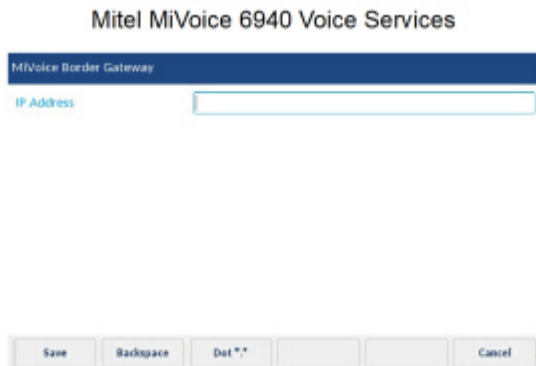 Mitel MiVoice 6940 Voice Services
MiVoice Border Gateway
IP Address
Save Backspace Dot "." Cancel